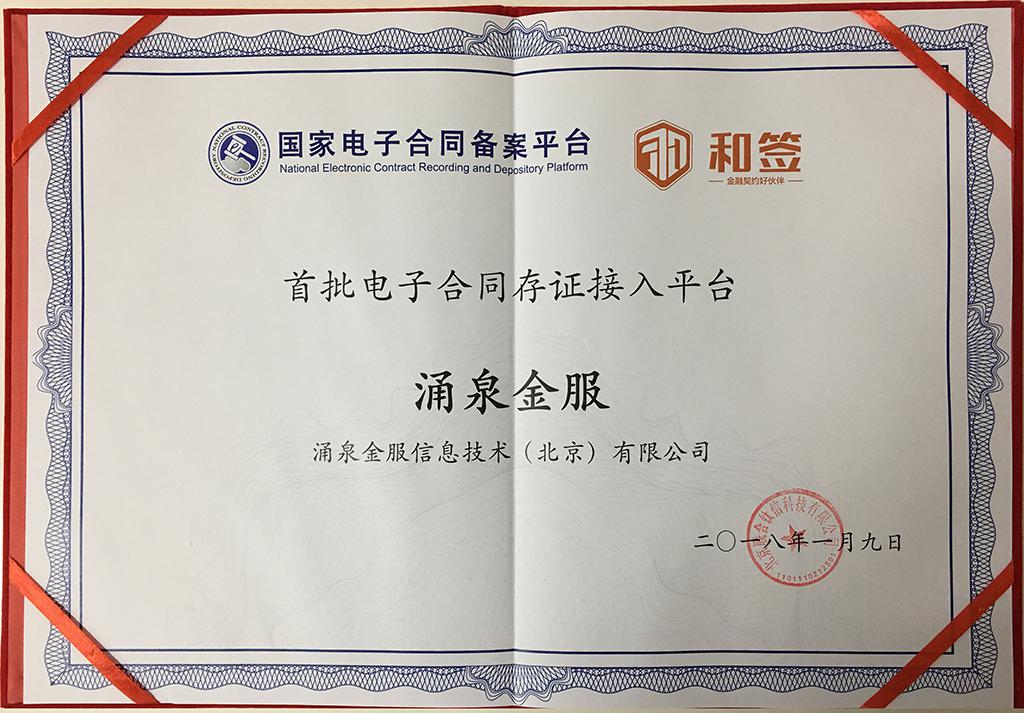 国家电子合同备案平台
National Electronic Contract Recording and Depository Platform
和签
金融契约好伙伴
首批电子合同存证接入平台
涌泉金服
涌泉金服信息技术（北京）有限公司
二〇一八年一月九日
1101110212501